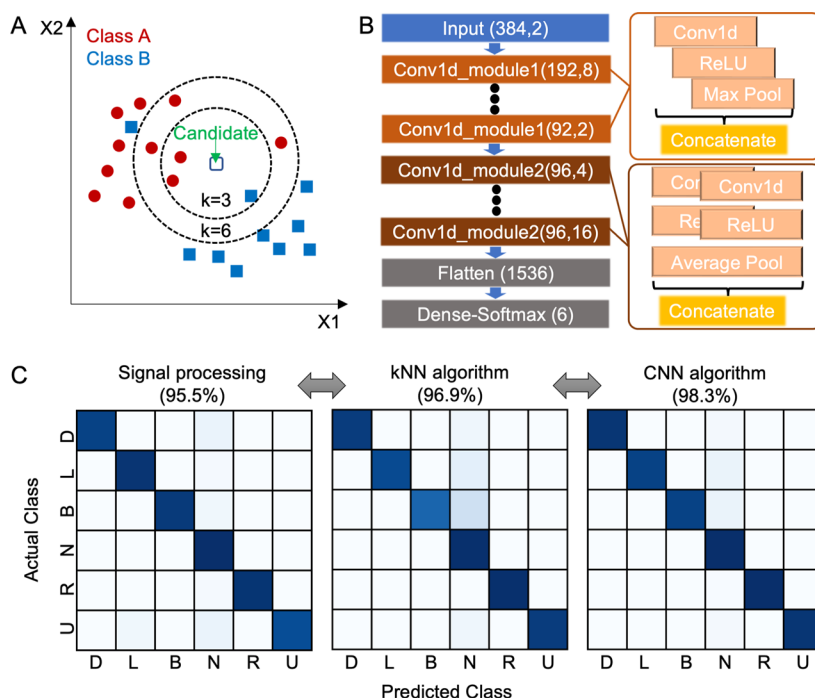 A
X2
Class A
Class B
Candidate
k=3
k=6
X1
B
Input (384,2)
Conv1d_module1(192,8)
Conv1d_module1(92,2)
Conv1d_module2(96,4)
Conv1d_module2(96,16)
Flatten (1536)
Dense-Softmax (6)
Conv1d
ReLU
Max Pool
Concatenate
Con Conv1d
Re ReLU
Average Pool
Concatenate
C
Signal processing
(95.5%)
kNN algorithm
(96.9%)
CNN algorithm
(98.3%)
Actual Class
D
L
B
N
R
U
D L B N R U
D L B N R U
D L B N R U
Predicted Class